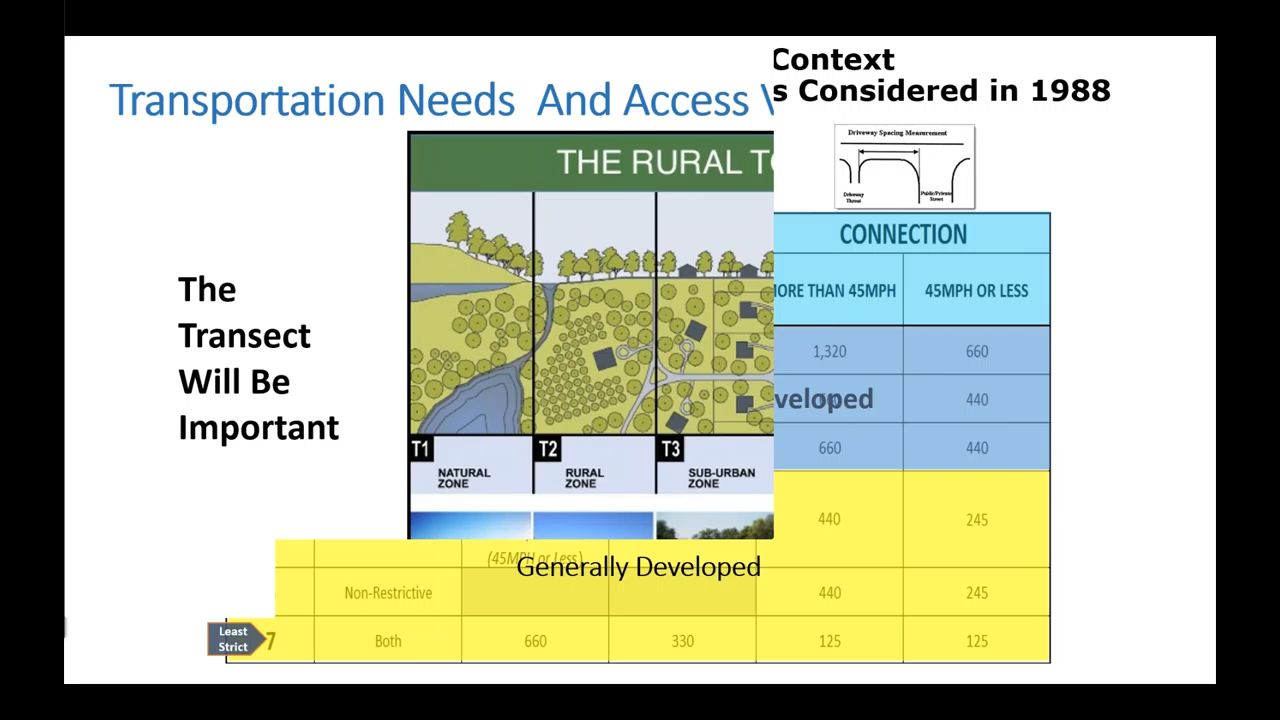 Context
s Considered in 1988
Transportation Needs And Access
Driveway Spacing Measurement
Driveway
Throat
Public/Private
Street
THE RURAL T
CONNECTION
ORE THAN 45MPH 45MPH OR LESS
The
Transect
Will Be
Important
1,320 660
veloped 440
660 440
T1 T2 T3
NATURAL
ZONE
RURAL
ZONE
SUB-URBAN
ZONE
440 245
(45MPH or Less)
Generally Developed
Non-Restrictive 440 245
Least
Strict
7 Both 660 330 125 125